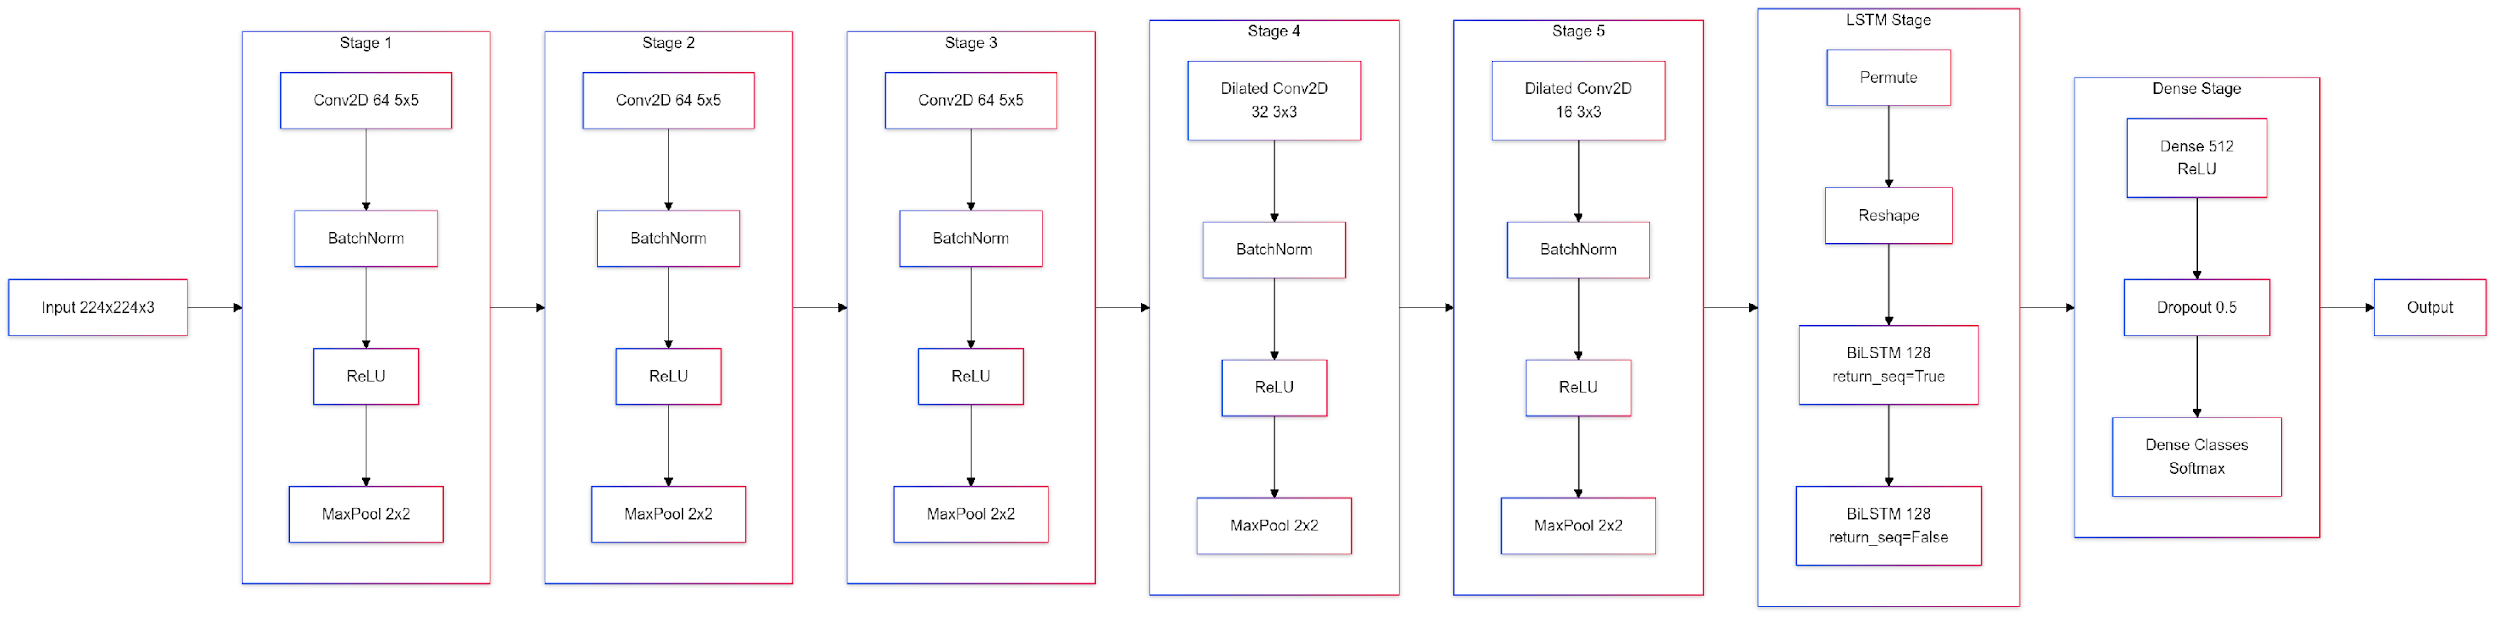 Input 224x224x3
Stage 1
Conv2D 64 5x5
BatchNorm
ReLU
MaxPool 2x2
Stage 2
Conv2D 64 5x5
BatchNorm
ReLU
MaxPool 2x2
Stage 3
Conv2D 64 5x5
BatchNorm
ReLU
MaxPool 2x2
Stage 4
Dilated Conv2D
32 3x3
BatchNorm
ReLU
MaxPool 2x2
Stage 5
Dilated Conv2D
16 3x3
BatchNorm
ReLU
MaxPool 2x2
LSTM Stage
Permute
Reshape
BiLSTM 128
return_seq=True
BiLSTM 128
return_seq=False
Dense Stage
Dense 512
ReLU
Dropout 0.5
Dense Classes
Softmax
Output